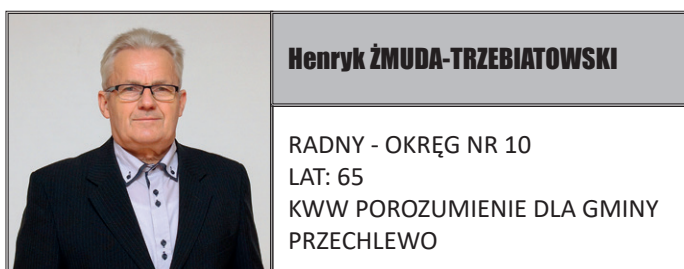 Henryk ŻMUDA-TRZEBIATOWSKI
RADNY - OKRĘG NR 10
LAT: 65
KWW POROZUMIENIE DLA GMINY
PRZECHLEWO